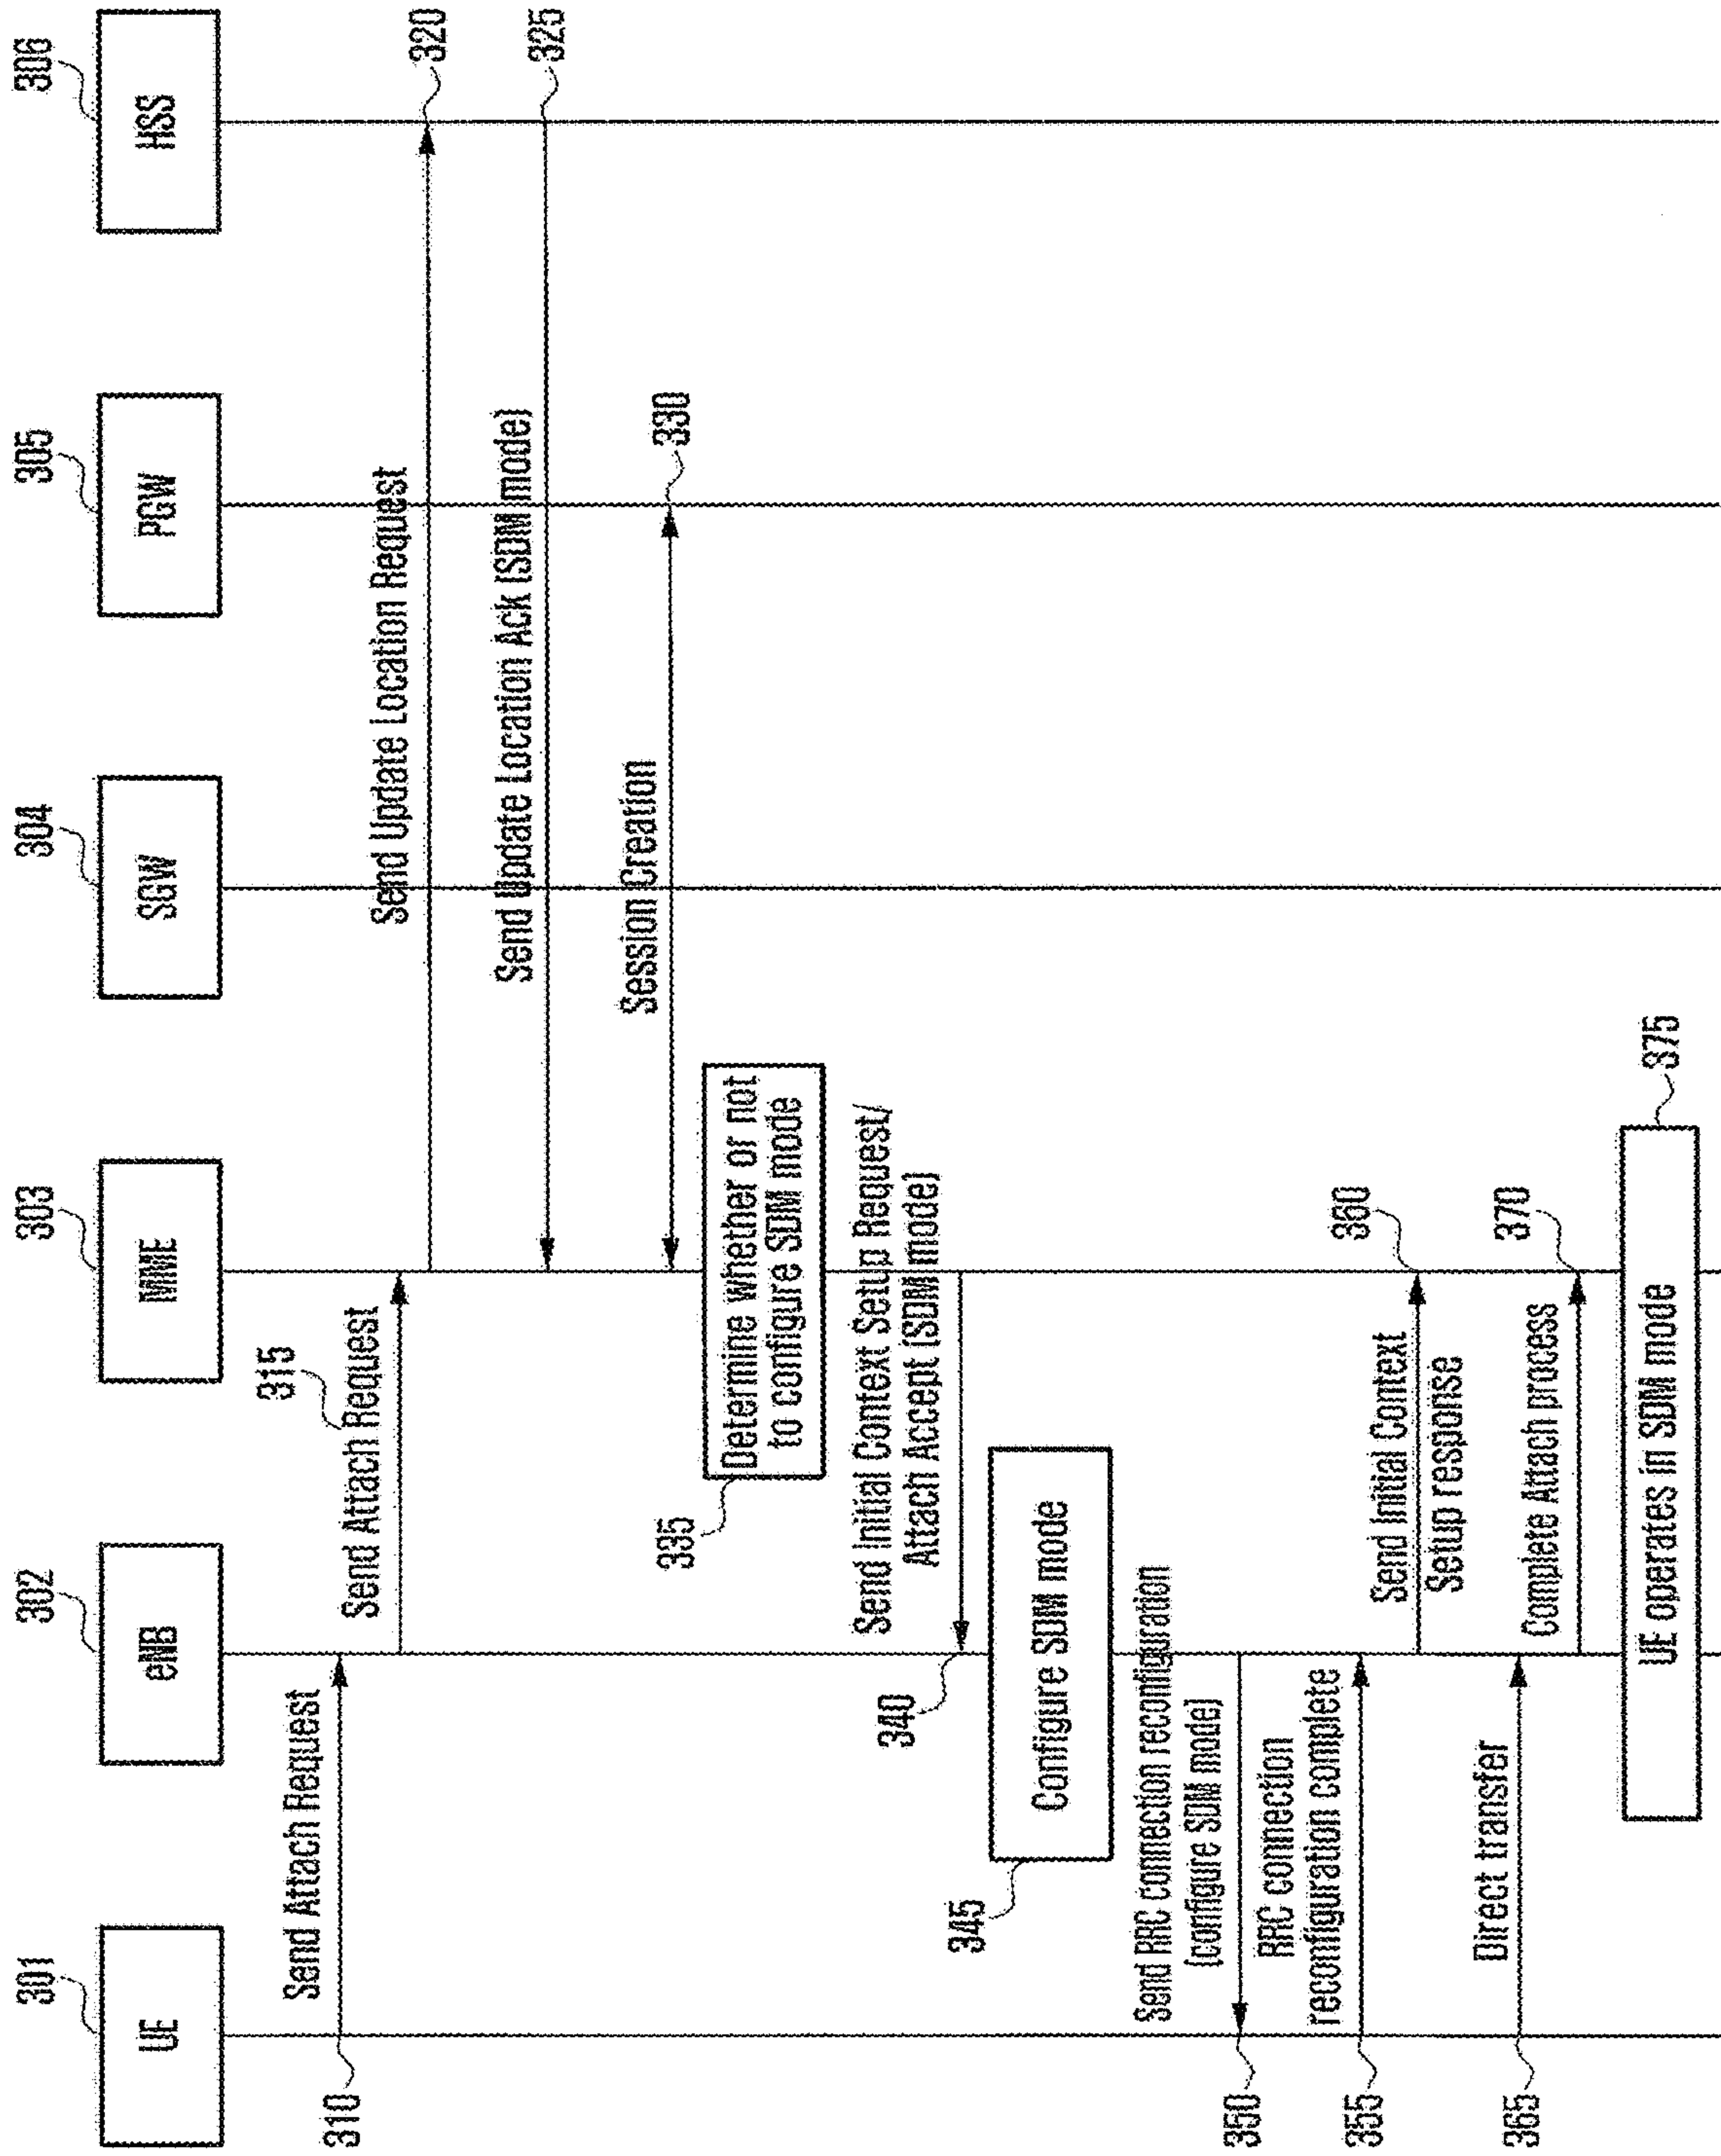 301
302
303
304
305
306
UE
eNB
MME
SGW
PGW
HSS
Send Attach Request
310
315
Send Attach Request
Send Update Location Request
320
Send Update Location Ack (SDM mode)
325
Session Creation
330
335
Determine whether or not
to configure SDM mode
Send Initial Context Setup Request/
Attach Accept (SDM mode)
340
345
Configure SDM mode
Send RRC connection reconfiguration
(configure SDM mode)
350
RRC connection
reconfiguration complete
355
360
Send Initial Context
Setup response
Direct transfer
365
370
Complete Attach process
375
UE operates in SDM mode